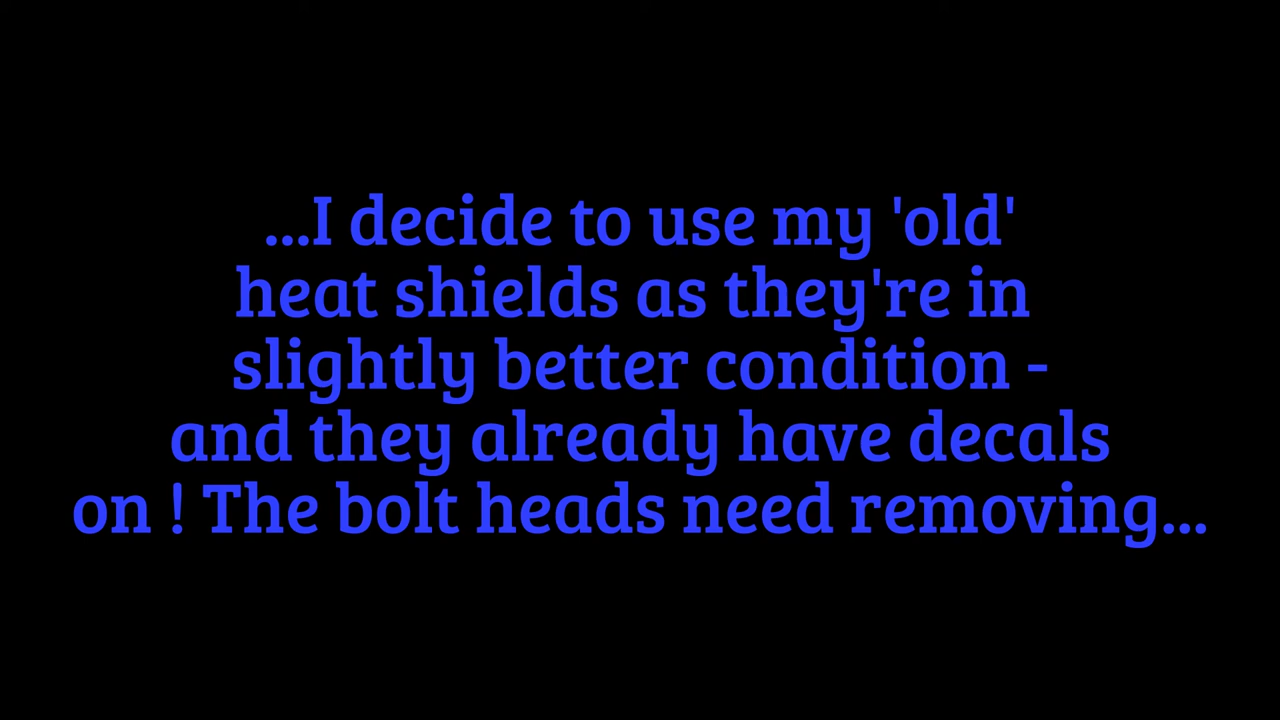 ...I decide to use my 'old'
heat shields as they're in
slightly better condition -
and they already have decals
on ! The bolt heads need removing...